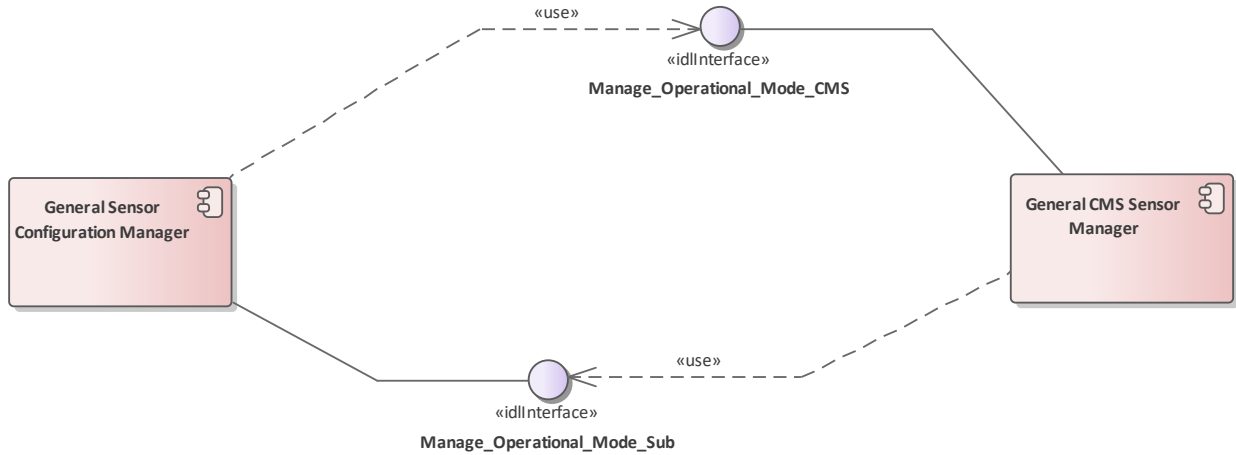 «use»
«idlInterface»
Manage_Operational_Mode_CMS
General Sensor
Configuration Manager
General CMS Sensor
Manager
«use»
«idlInterface»
Manage_Operational_Mode_Sub